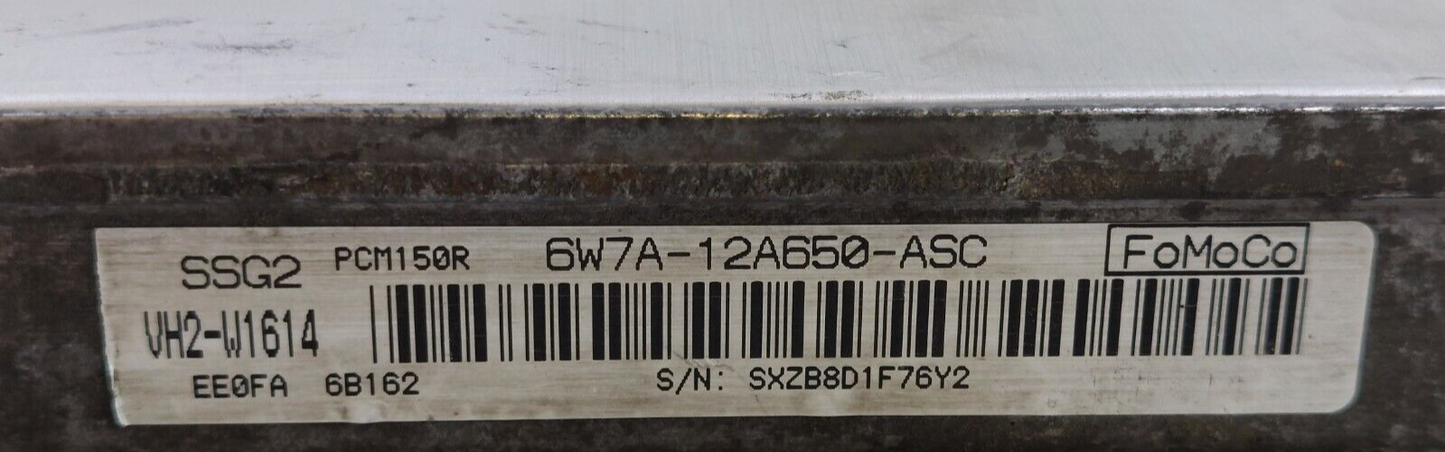 SSG2 PCM150R 6W7A-12A650-ASC FoMoCo
VH2-W1614
EE0FA 6B162 S/N: SXZB8D1F76Y2